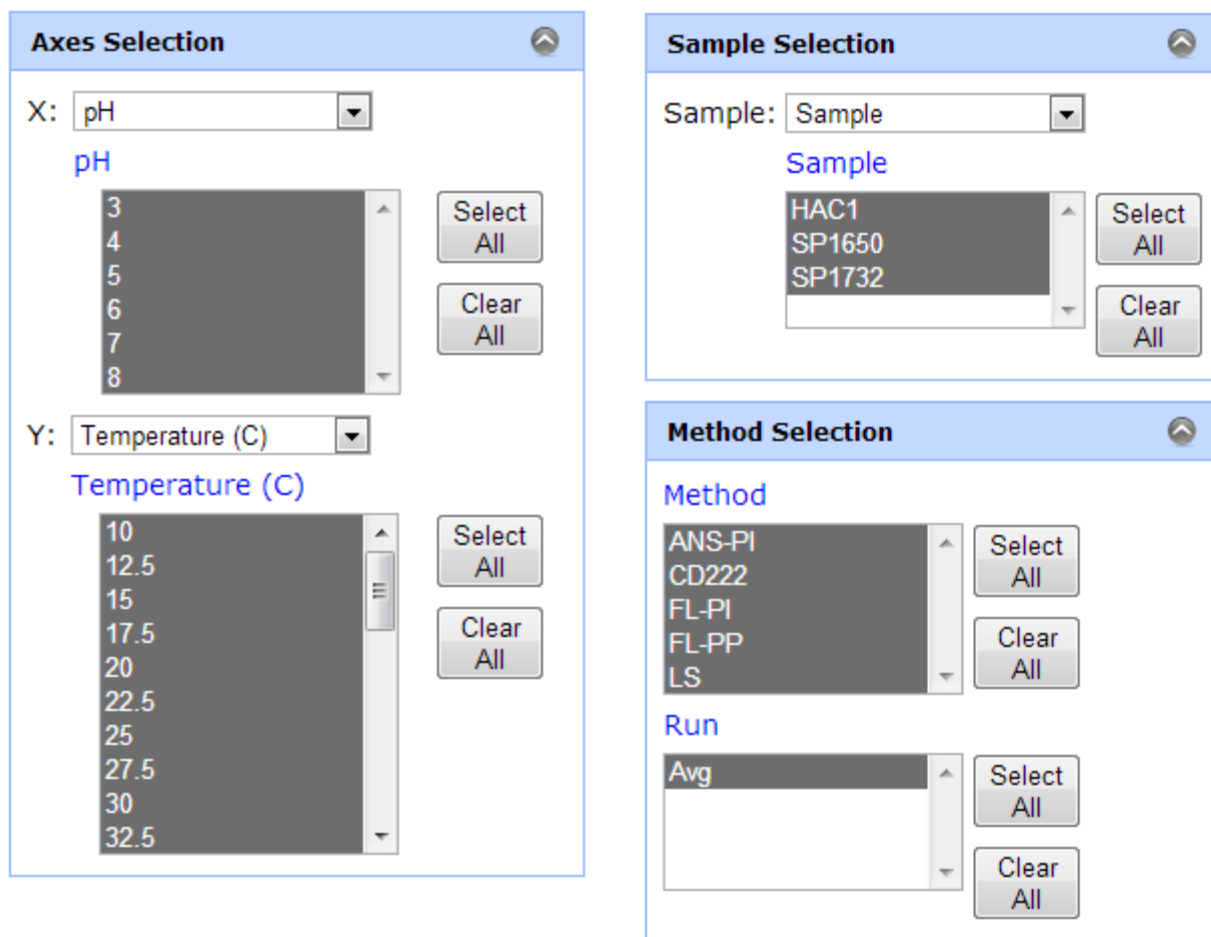 Axes Selection
X: pH
pH
3
4
5
6
7
8
Select
All
Clear
All
Y: Temperature (C)
Temperature (C)
10
12.5
15
17.5
20
22.5
25
27.5
30
32.5
Select
All
Clear
All
Sample Selection
Sample: Sample
Sample
HAC1
SP1650
SP1732
Select
All
Clear
All
Method Selection
Method
ANS-PI
CD222
FL-PI
FL-PP
LS
Select
All
Clear
All
Run
Avg
Select
All
Clear
All